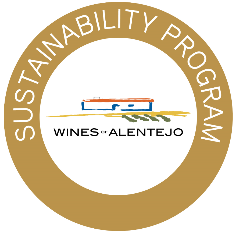 SUSTAINABILITY PROGRAM
WINES OF ALENTEJO